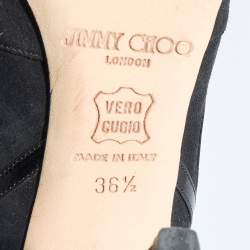 JIMMY CHOO
LONDON
VERO
CUOIO
MADE IN ITALY
36½